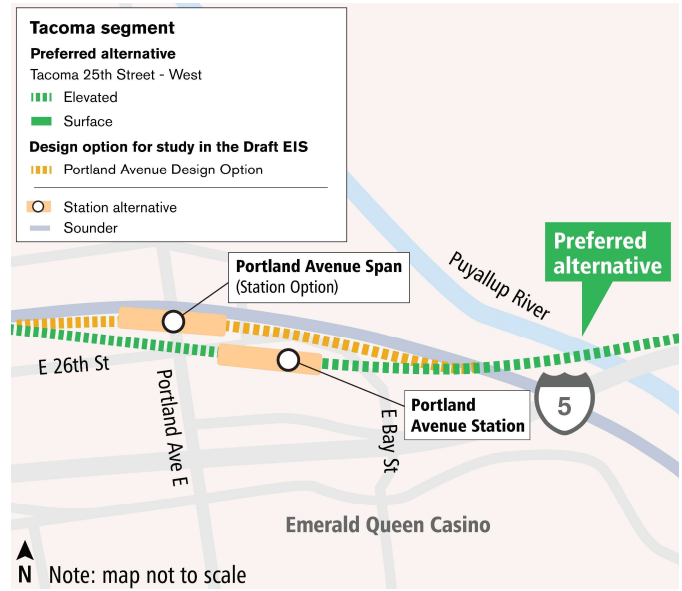 Tacoma segment
Preferred alternative
Tacoma 25th Street - West
Elevated
Surface
Design option for study in the Draft EIS
Portland Avenue Design Option
Station alternative
Sounder
Portland Avenue Span
(Station Option)
Puyallup River
Preferred
alternative
E 26th St
Portland Ave E
E Bay St
Portland
Avenue Station
5
Emerald Queen Casino
N Note: map not to scale